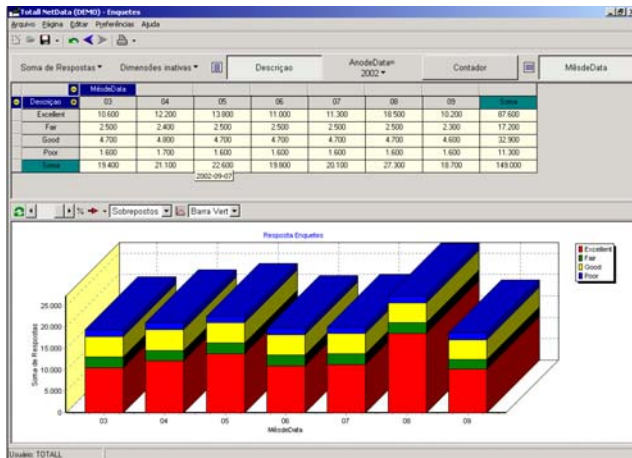 Totall NetData (DEMO) - Enquetes
Arquivo Página Editar Preferências Ajuda
Soma de Respostas Dimensões inativas Descriçao AnodeData= 2002 Contador MêsdeData
MêsdeData
Descriçao 03 04 05 06 07 08 09 Soma
Excellent 10.600 12.200 13.800 11.000 11.300 18.500 10.200 87.600
Fair 2.500 2.400 2.500 2.500 2.500 2.500 2.300 17.200
Good 4.700 4.800 4.700 4.700 4.700 4.700 4.600 32.900
Poor 1.600 1.700 1.600 1.600 1.600 1.600 1.600 11.300
Soma 19.400 21.100 22.600 19.800 20.100 27.300 18.700 149.000
2002-09-07
% Sobrepostos Barra Vert
Resposta Enquetes
Excellent
Fair
Good
Poor
25.000
20.000
15.000
10.000
5.000
0
Soma de Respostas
03 04 05 06 07 08 09
MêsdeData
Usuário: TOTALL